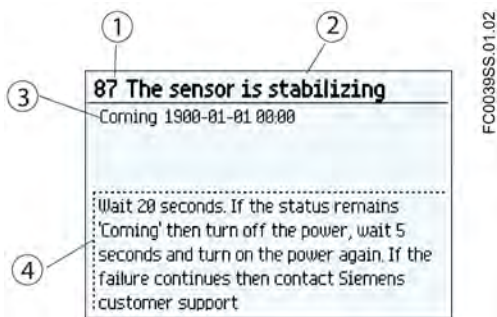 1
2
FC0039SS.01.02
87 The sensor is stabilizing
3
Coming 1900-01-01 00:00
Wait 20 seconds. If the status remains
'Coming' then turn off the power, wait 5
seconds and turn on the power again. If the
4
failure continues then contact Siemens
customer support